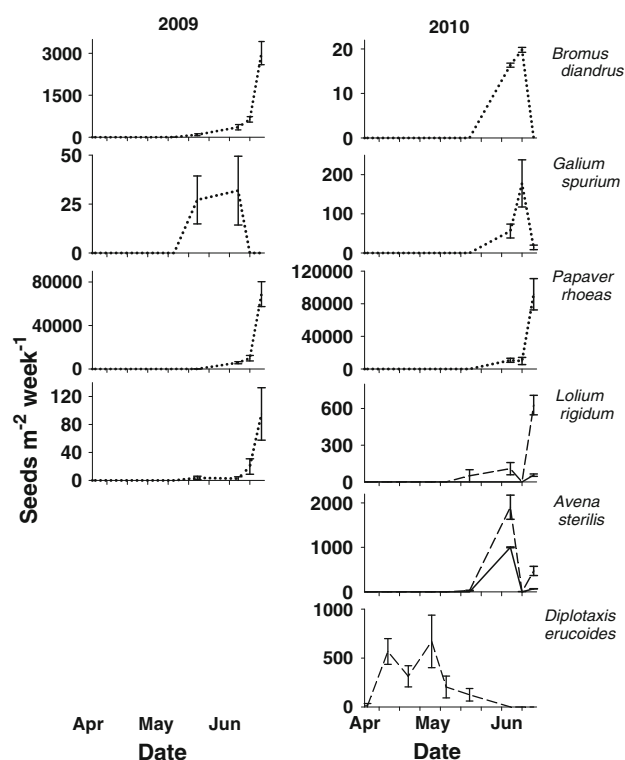 2009
2010
3000
1500
0
20
10
0
Bromus
diandrus
50
25
0
200
100
0
Galium
spurium
80000
40000
0
120000
80000
40000
0
Papaver
rhoeas
120
80
40
0
600
300
0
Lolium
rigidum
2000
1000
0
Avena
sterilis
1000
500
0
Diplotaxis
erucoides
Seeds m-2 week-1
Apr May Jun
Date
Apr May Jun
Date